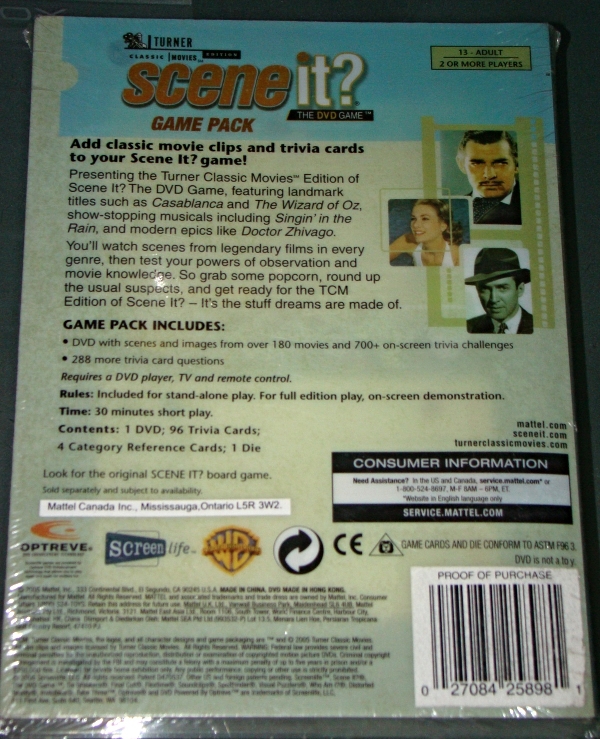 TURNER
CLASSIC MOVIES EDITION
scene it?
THE DVD GAME™
GAME PACK
13 - ADULT
2 OR MORE PLAYERS
Add classic movie clips and trivia cards
to your Scene It? game!
Presenting the Turner Classic Movies℠ Edition of
Scene It? The DVD Game, featuring landmark
titles such as Casablanca and The Wizard of Oz,
show-stopping musicals including Singin' in the
Rain, and modern epics like Doctor Zhivago.
You'll watch scenes from legendary films in every
genre, then test your powers of observation and
movie knowledge. So grab some popcorn, round up
the usual suspects, and get ready for the TCM
Edition of Scene It? – It's the stuff dreams are made of.
GAME PACK INCLUDES:
• DVD with scenes and images from over 180 movies and 700+ on-screen trivia challenges
• 288 more trivia card questions
Requires a DVD player, TV and remote control.
Rules: Included for stand-alone play. For full edition play, on-screen demonstration.
Time: 30 minutes short play.
Contents: 1 DVD; 96 Trivia Cards;
4 Category Reference Cards; 1 Die
mattel.com
sceneit.com
turnerclassicmovies.com
Look for the original SCENE IT? board game.
Sold separately and subject to availability.
Mattel Canada Inc., Mississauga,Ontario L5R 3W2.
CONSUMER INFORMATION
Need Assistance? In the US and Canada, service.mattel.com* or
1-800-524-8697, M-F 8AM – 6PM, ET.
*Website in English language only
SERVICE.MATTEL.COM
OPTREVE
screenlife
WB
CE
GAME CARDS AND DIE CONFORM TO ASTM F963.
DVD is not a toy.
PROOF OF PURCHASE
0 27084 25898 1